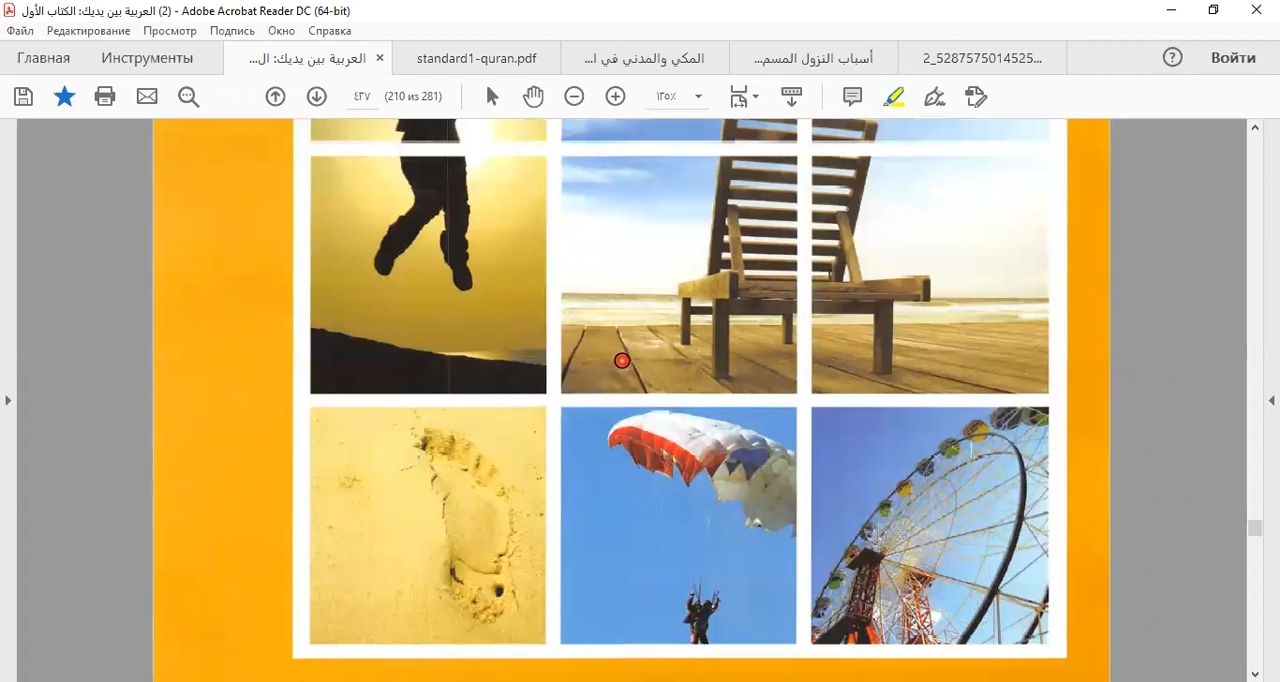 العربية بين يديك: الكتاب الأول (2) - Adobe Acrobat Reader DC (64-bit)
Файл Редактирование Просмотр Подпись Окно Справка
Главная Инструменты العربية بين يديك: ال... standard1-quran.pdf المكي والمدني في ا... أسباب النزول المسم... 2_5287575014525... Войти
٤٢٧ (210 из 281) ١٢٥٪